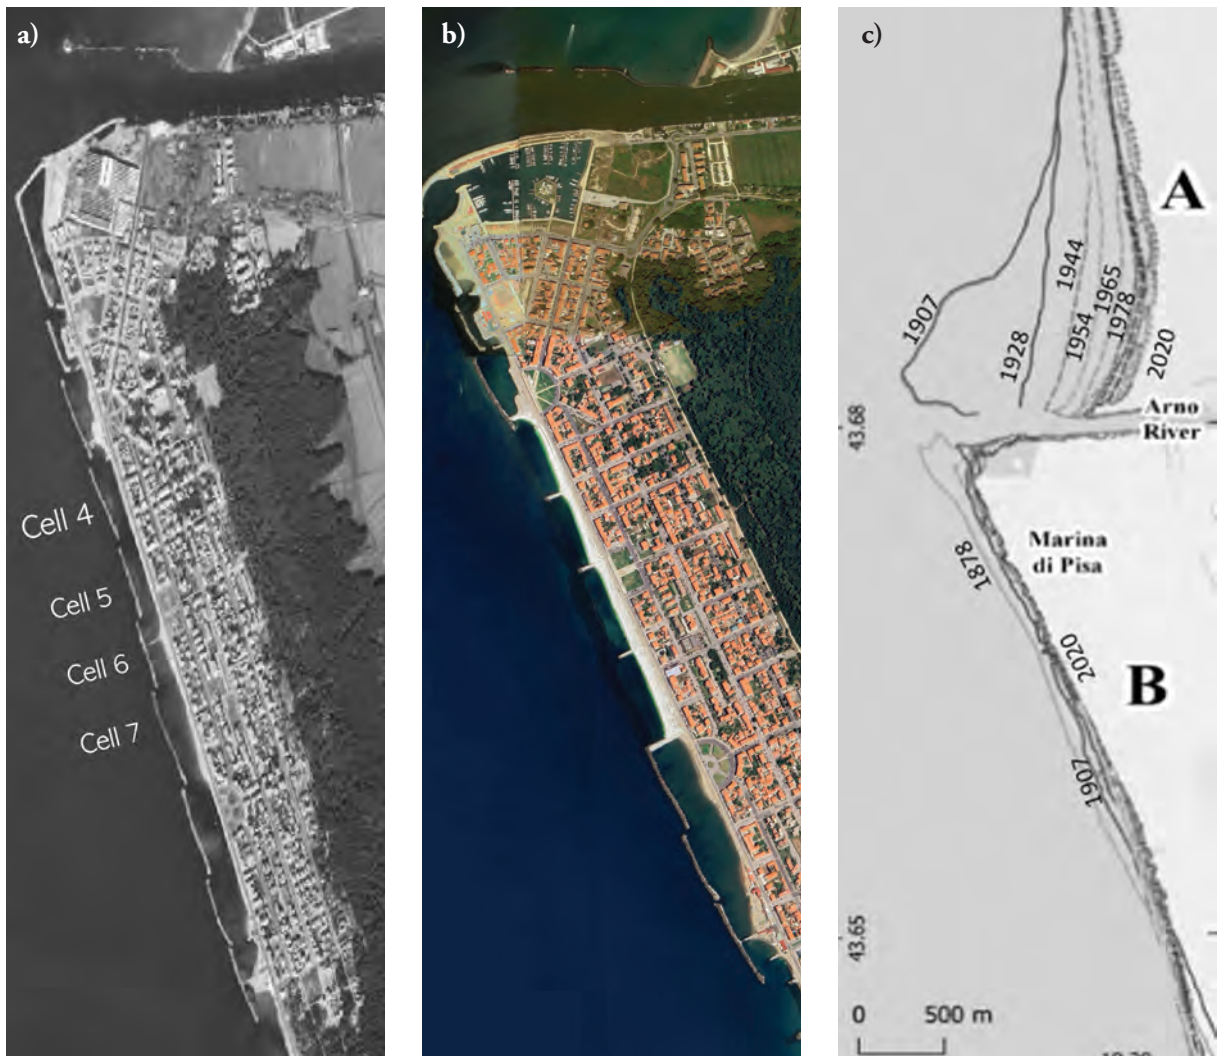 a)
Cell 4
Cell 5
Cell 6
Cell 7
b)
c)
A
1907
1928
1944
1954
1965
1978
2020
Arno
River
43.68
Marina
di Pisa
1878
2020
B
1907
43.65
0 500 m